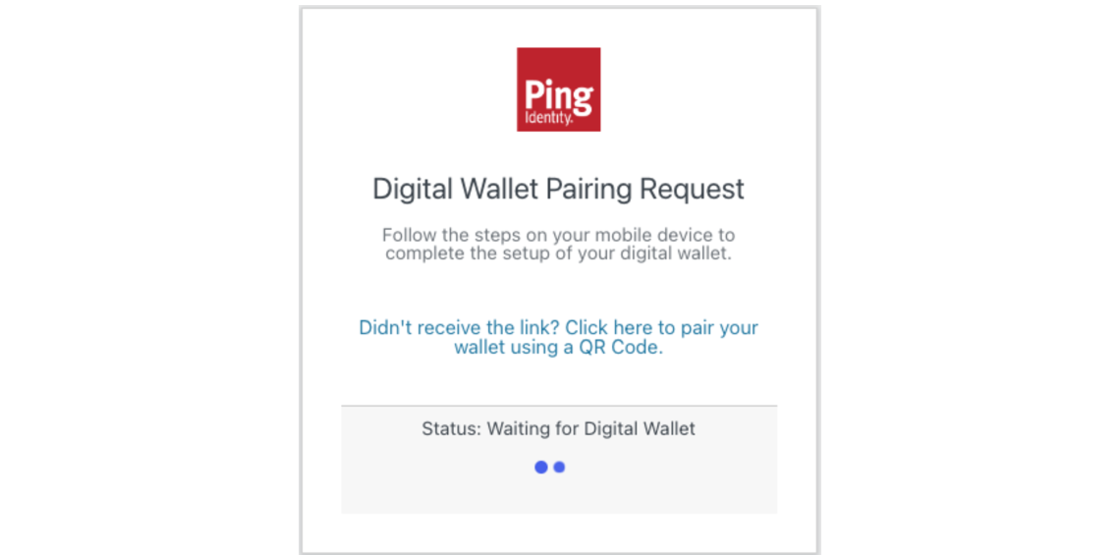 Ping
Identity.
Digital Wallet Pairing Request
Follow the steps on your mobile device to
complete the setup of your digital wallet.
Didn't receive the link? Click here to pair your
wallet using a QR Code.
Status: Waiting for Digital Wallet